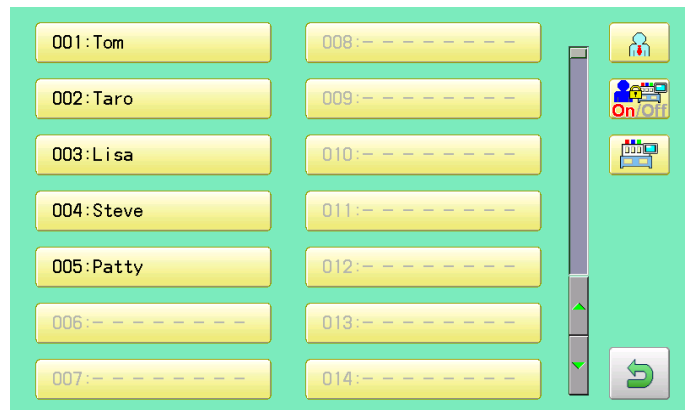 001:Tom
002:Taro
003:Lisa
004:Steve
005:Patty
006:− − − − − − − −
007:− − − − − − − −
008:− − − − − − − −
009:− − − − − − − −
010:− − − − − − − −
011:− − − − − − − −
012:− − − − − − − −
013:− − − − − − − −
014:− − − − − − − −
On/Off